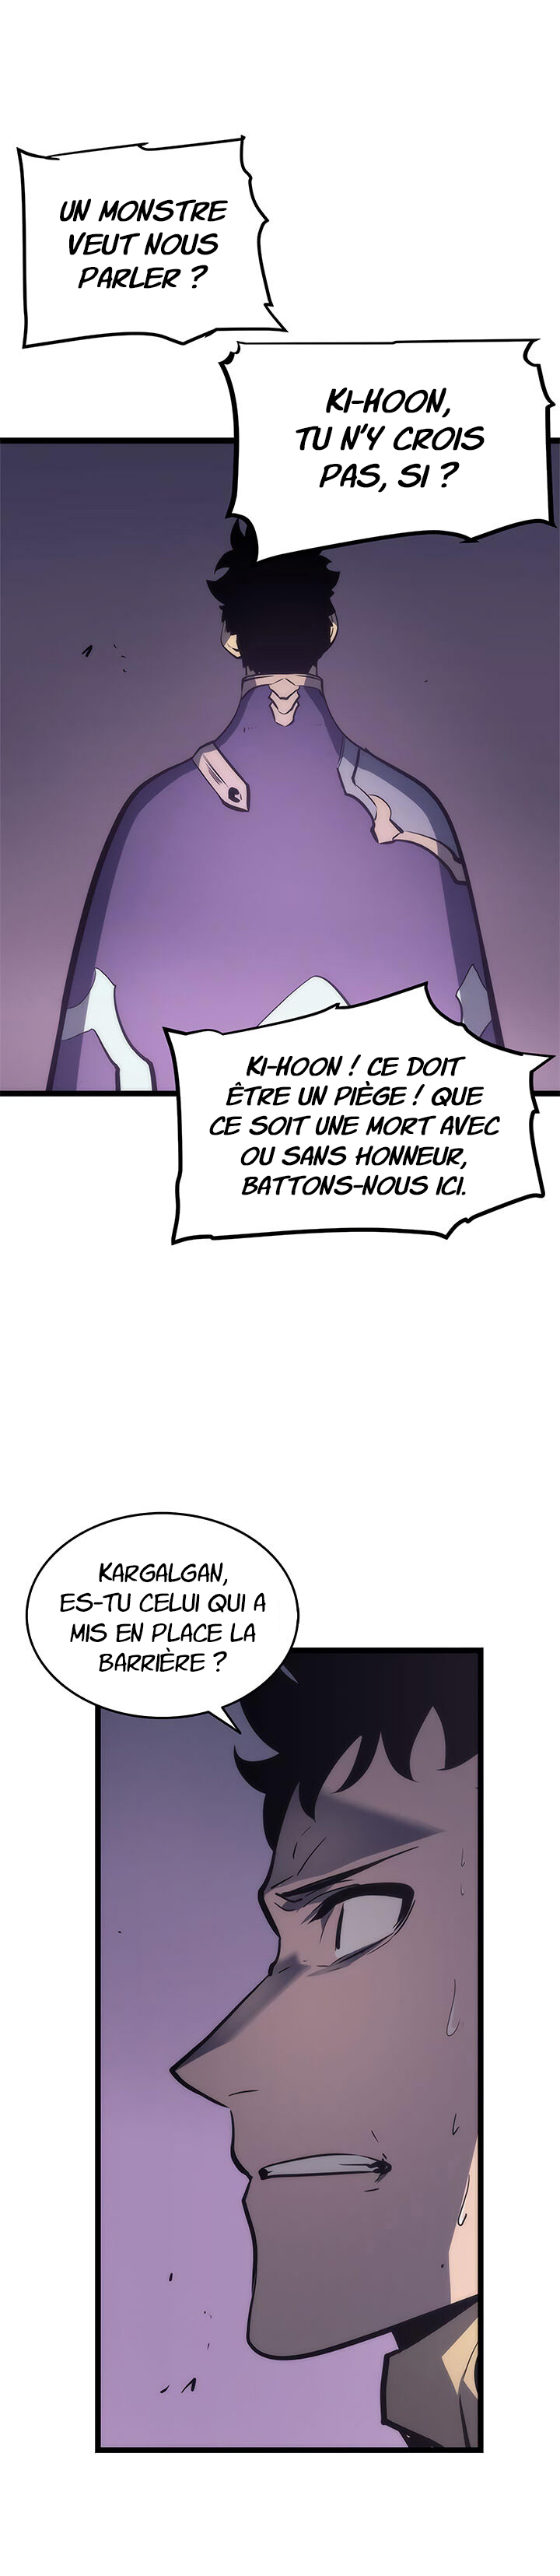 UN MONSTRE
VEUT NOUS
PARLER ?
KI-HOON,
TU N'Y CROIS
PAS, SI ?
KI-HOON ! CE DOIT
ÊTRE UN PIÈGE ! QUE
CE SOIT UNE MORT AVEC
OU SANS HONNEUR,
BATTONS-NOUS ICI.
KARGALGAN,
ES-TU CELUI QUI A
MIS EN PLACE LA
BARRIÈRE ?